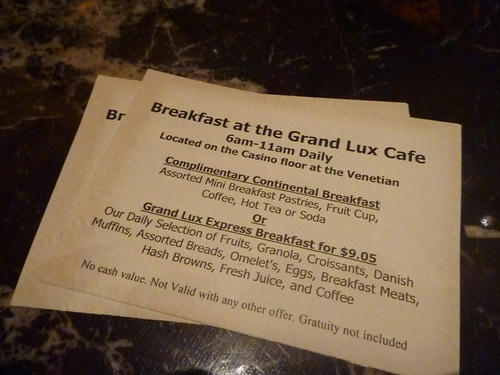 Breakfast at the Grand Lux Cafe
6am-11am Daily
Located on the Casino floor at the Venetian
Complimentary Continental Breakfast
Assorted Mini Breakfast Pastries, Fruit Cup,
Coffee, Hot Tea or Soda
Or
Grand Lux Express Breakfast for $9.05
Our Daily Selection of Fruits, Granola, Croissants, Danish
Muffins, Assorted Breads, Omelet's, Eggs, Breakfast Meats,
Hash Browns, Fresh Juice, and Coffee
No cash value. Not Valid with any other offer. Gratuity not included
Br